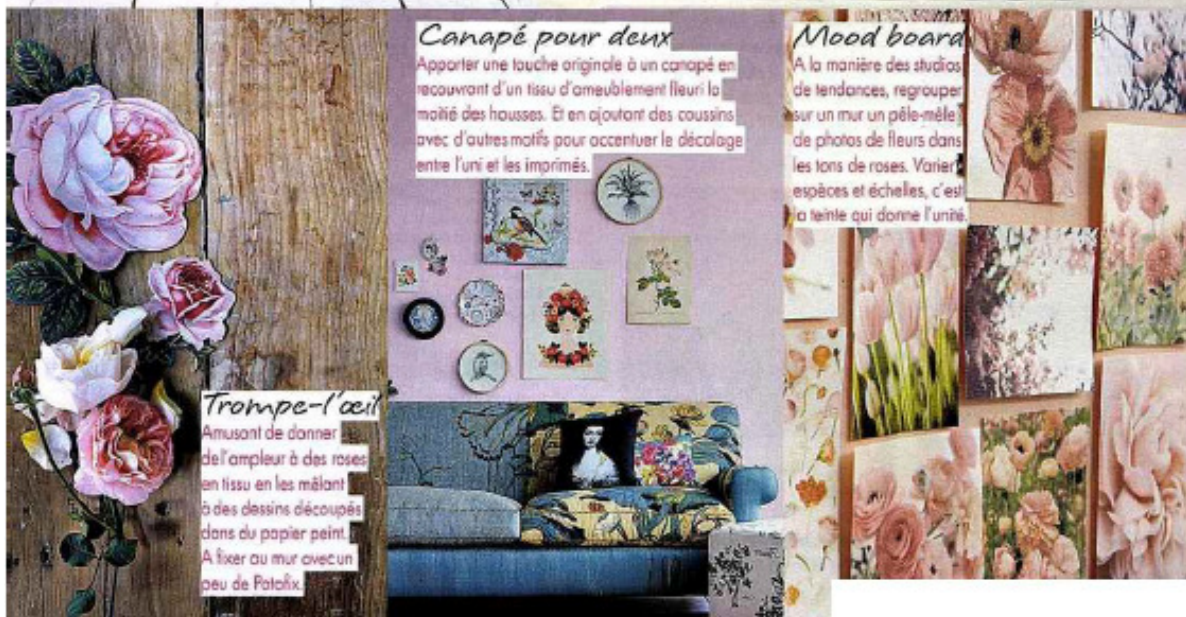 Trompe-l'œil
Amusant de donner
de l'ampleur à des roses
en tissu en les mêlant
à des dessins découpés
dans du papier peint.
A fixer au mur avec un
peu de Patafix.
Canapé pour deux
Apporter une touche originale à un canapé en
recouvrant d'un tissu d'ameublement fleuri la
moitié des housses. Et en ajoutant des coussins
avec d'autres motifs pour accentuer le décalage
entre l'uni et les imprimés.
Mood board
A la manière des studios
de tendances, regrouper
sur un mur un pêle-mêle
de photos de fleurs dans
les tons de roses. Varier
espèces et échelles, c'est
la teinte qui donne l'unité.